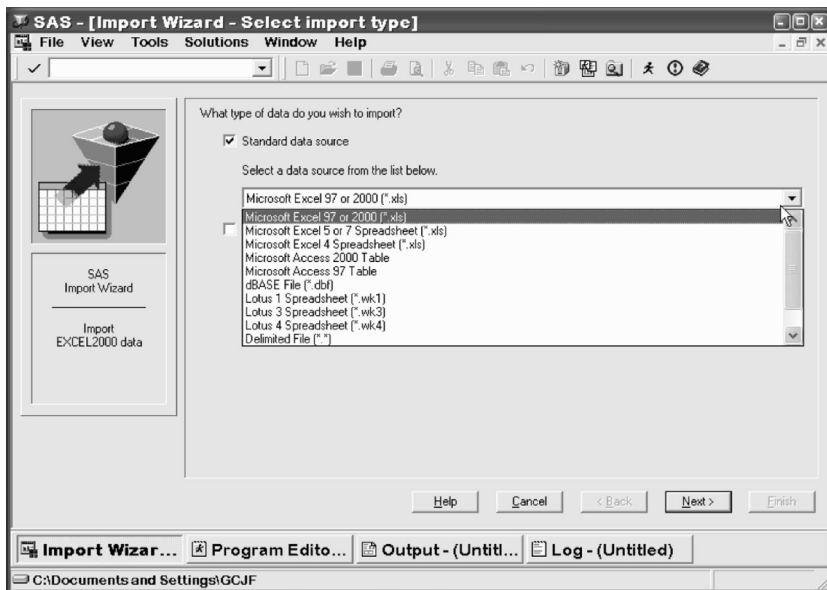 SAS - [Import Wizard - Select import type]
File View Tools Solutions Window Help
What type of data do you wish to import?
Standard data source
Select a data source from the list below.
Microsoft Excel 97 or 2000 (*.xls)
Microsoft Excel 97 or 2000 (*.xls)
Microsoft Excel 5 or 7 Spreadsheet (*.xls)
Microsoft Excel 4 Spreadsheet (*.xls)
Microsoft Access 2000 Table
Microsoft Access 97 Table
dBASE File (*.dbf)
Lotus 1 Spreadsheet (*.wk1)
Lotus 3 Spreadsheet (*.wk3)
Lotus 4 Spreadsheet (*.wk4)
Delimited File (*.*)
SAS
Import Wizard
Import
EXCEL2000 data
Help Cancel < Back Next > Finish
Import Wizar... Program Edito... Output - (Untitl... Log - (Untitled)
C:\Documents and Settings\GCJF